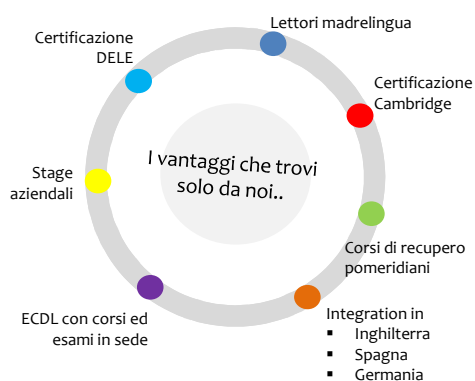 Lettori madrelingua
Certificazione
DELE
Certificazione
Cambridge
I vantaggi che trovi
solo da noi..
Stage
aziendali
Corsi di recupero
pomeridiani
ECDL con corsi ed
esami in sede
Integration in
▪ Inghilterra
▪ Spagna
▪ Germania